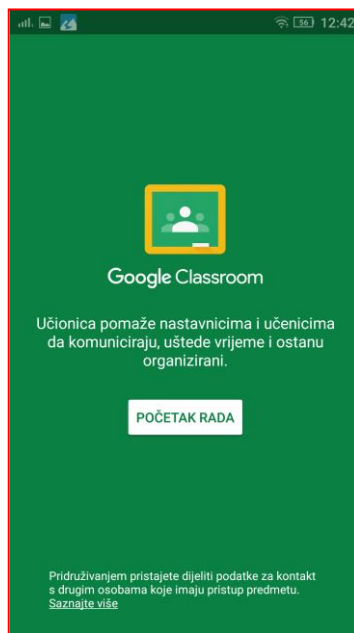 56 12:42
Google Classroom
Učionica pomaže nastavnicima i učenicima
da komuniciraju, uštede vrijeme i ostanu
organizirani.
POČETAK RADA
Pridruživanjem pristajete dijeliti podatke za kontakt
s drugim osobama koje imaju pristup predmetu.
Saznajte više